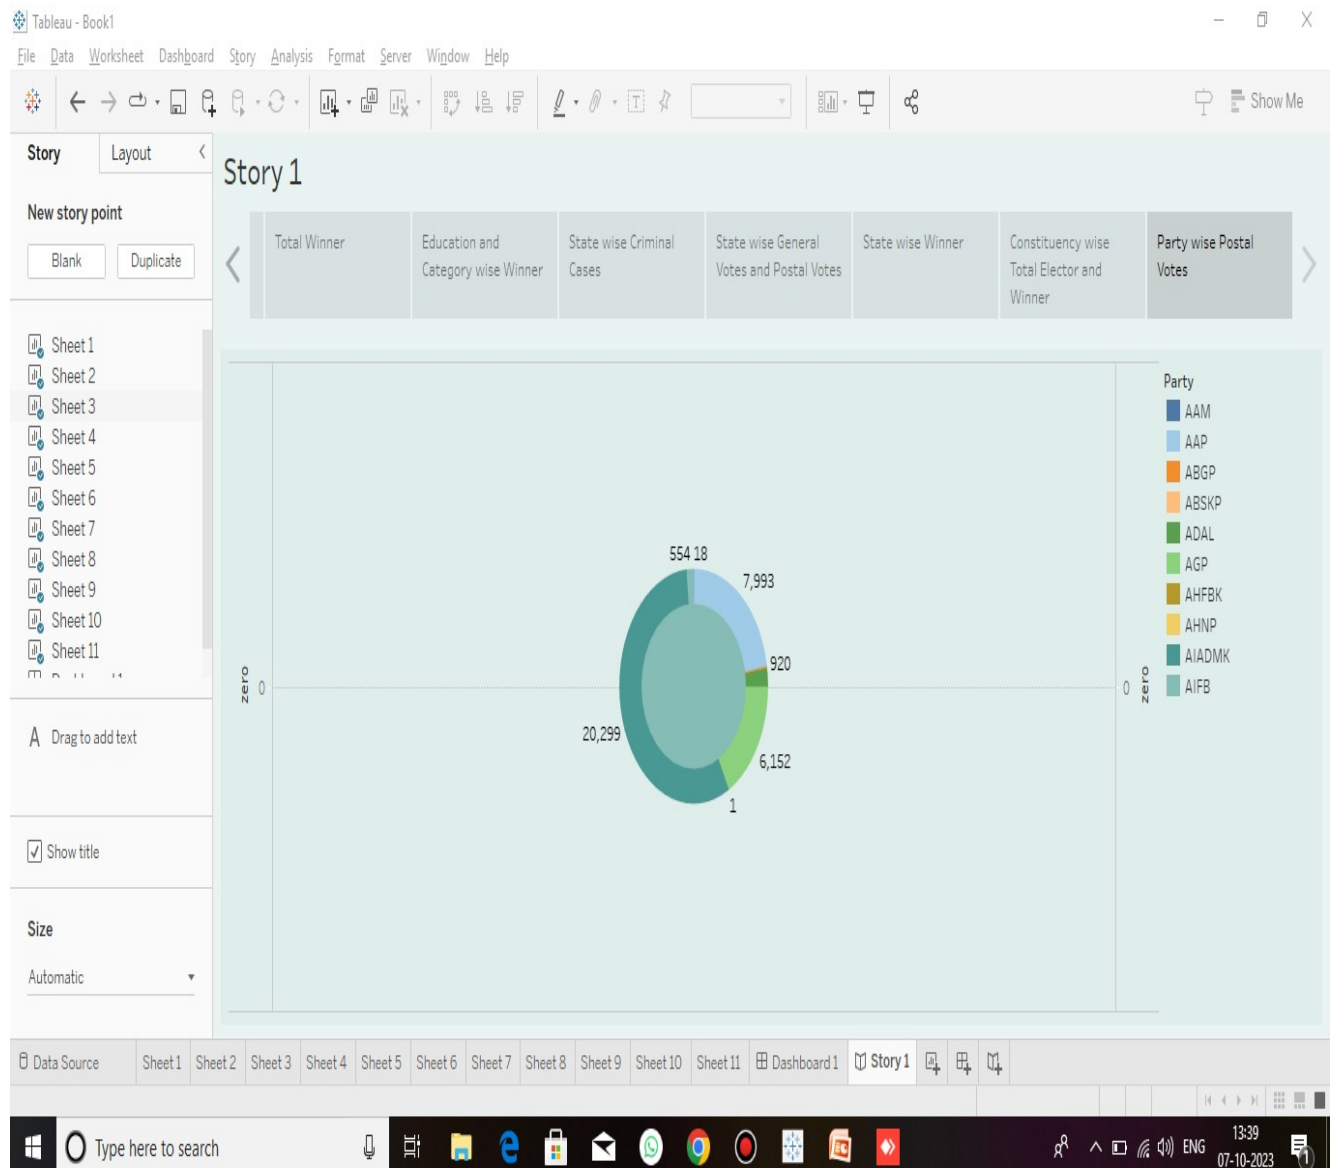 Tableau - Book1
File Data Worksheet Dashboard Story Analysis Format Server Window Help
Show Me
Story Layout
New story point
Blank Duplicate
Sheet 1
Sheet 2
Sheet 3
Sheet 4
Sheet 5
Sheet 6
Sheet 7
Sheet 8
Sheet 9
Sheet 10
Sheet 11
A Drag to add text
Show title
Size
Automatic
Story 1
Total Winner
Education and
Category wise Winner
State wise Criminal
Cases
State wise General
Votes and Postal Votes
State wise Winner
Constituency wise
Total Elector and
Winner
Party wise Postal
Votes
554 18
7,993
920
20,299
6,152
1
zero 0
0 zero
Party
AAM
AAP
ABGP
ABSKP
ADAL
AGP
AHFBK
AHNP
AIADMK
AIFB
Data Source Sheet 1 Sheet 2 Sheet 3 Sheet 4 Sheet 5 Sheet 6 Sheet 7 Sheet 8 Sheet 9 Sheet 10 Sheet 11 Dashboard 1 Story 1
Type here to search
ENG
13:39
07-10-2023
1